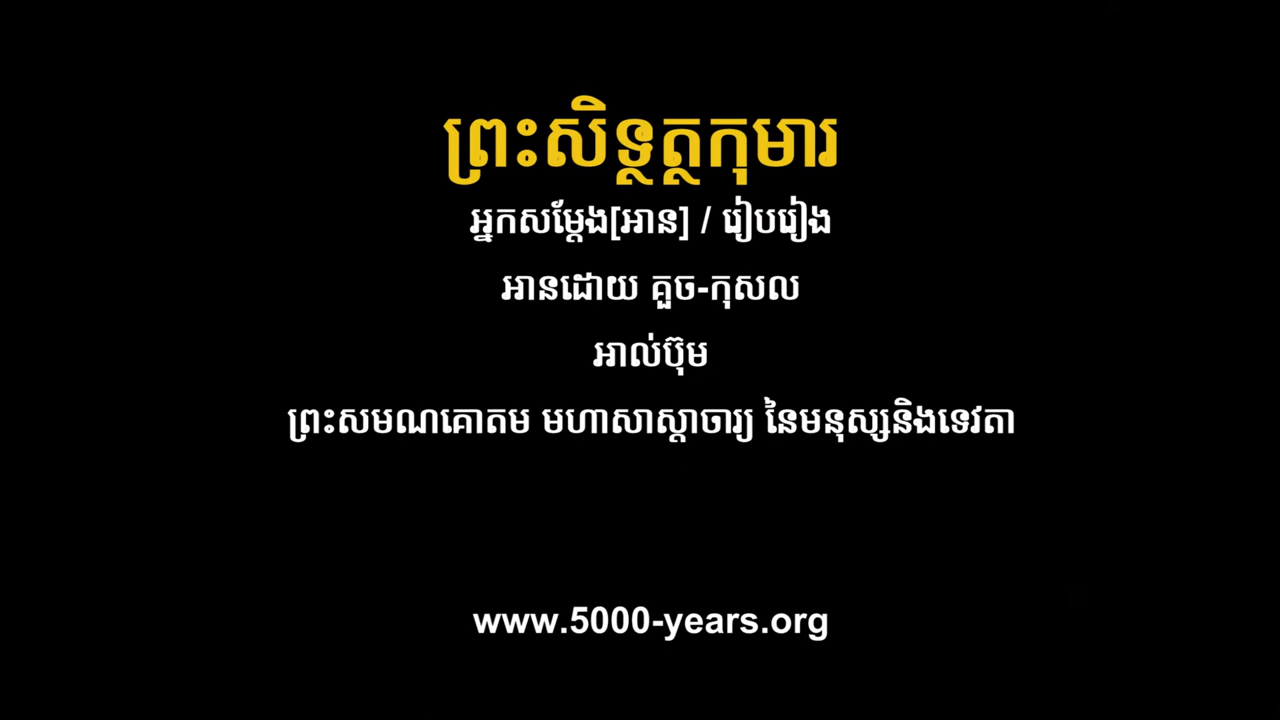 ព្រះសិទ្ថត្ថកុមារ
អ្នកសម្ដែង[អាន] / រៀបរៀង
អានដោយ គួច-កុសល
អាល់ប៊ុម
ព្រះសមណគោតម មហាសាស្ដាចារ្យ នៃមនុស្សនិងទេវតា
www.5000-years.org